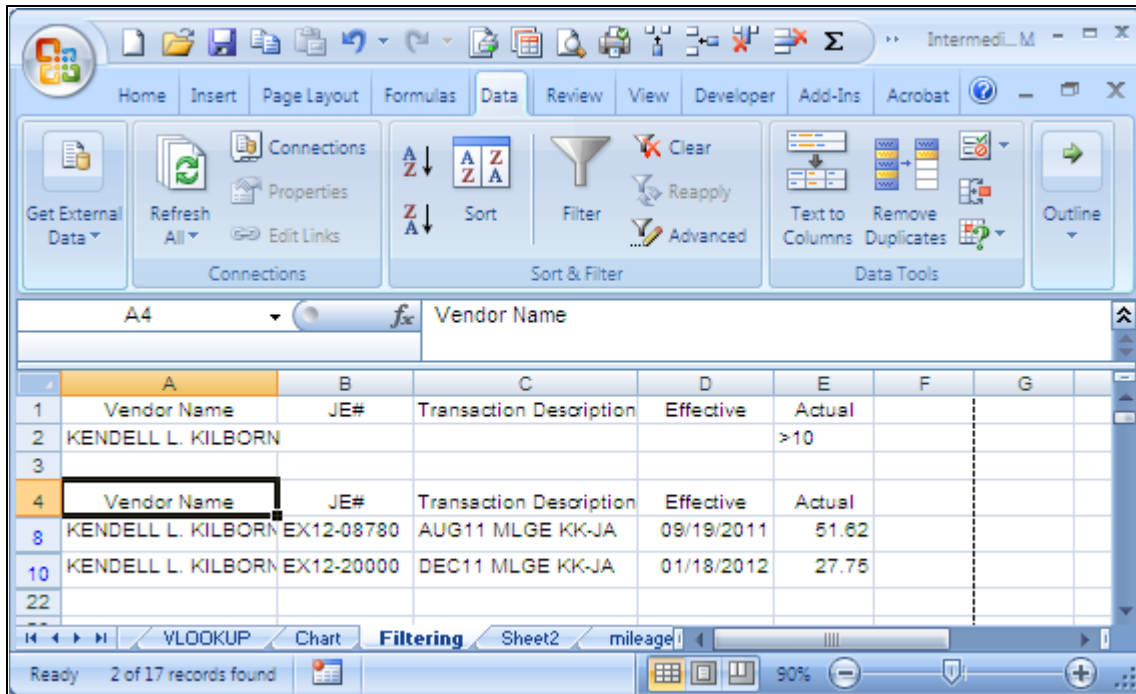 Intermedi...M
Home Insert Page Layout Formulas Data Review View Developer Add-Ins Acrobat
Get External Data
Refresh All
Connections
Properties
Edit Links
Connections
A Z
Z A
A Z Z A
Sort
Filter
Clear
Reapply
Advanced
Sort & Filter
Text to Columns
Remove Duplicates
Data Tools
Outline
A4 fx Vendor Name
A B C D E F G
1 Vendor Name JE# Transaction Description Effective Actual
2 KENDELL L. KILBORN >10
3
4 Vendor Name JE# Transaction Description Effective Actual
8 KENDELL L. KILBORN EX12-08780 AUG11 MLGE KK-JA 09/19/2011 51.62
10 KENDELL L. KILBORN EX12-20000 DEC11 MLGE KK-JA 01/18/2012 27.75
22
VLOOKUP Chart Filtering Sheet2 mileage
Ready 2 of 17 records found 90%